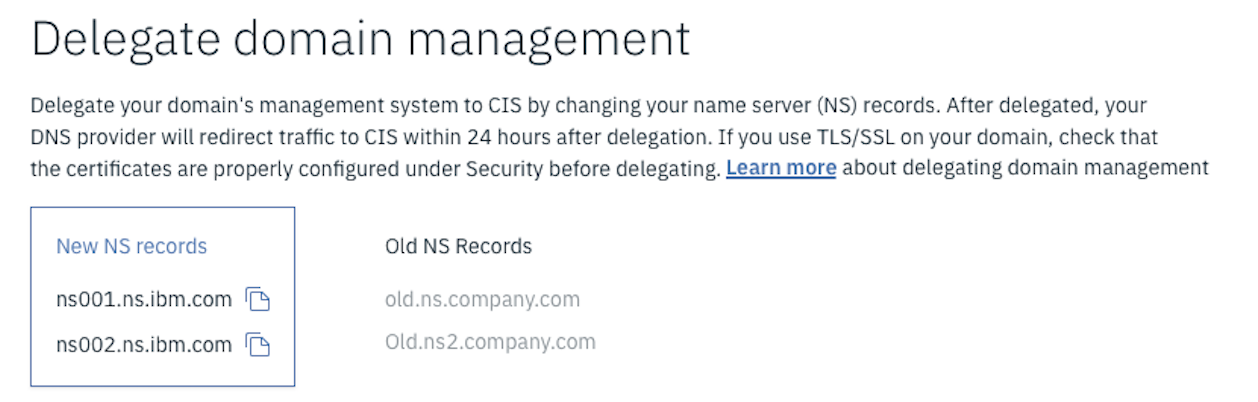 Delegate domain management
Delegate your domain's management system to CIS by changing your name server (NS) records. After delegated, your
DNS provider will redirect traffic to CIS within 24 hours after delegation. If you use TLS/SSL on your domain, check that
the certificates are properly configured under Security before delegating. Learn more about delegating domain management
New NS records
ns001.ns.ibm.com
ns002.ns.ibm.com
Old NS Records
old.ns.company.com
Old.ns2.company.com